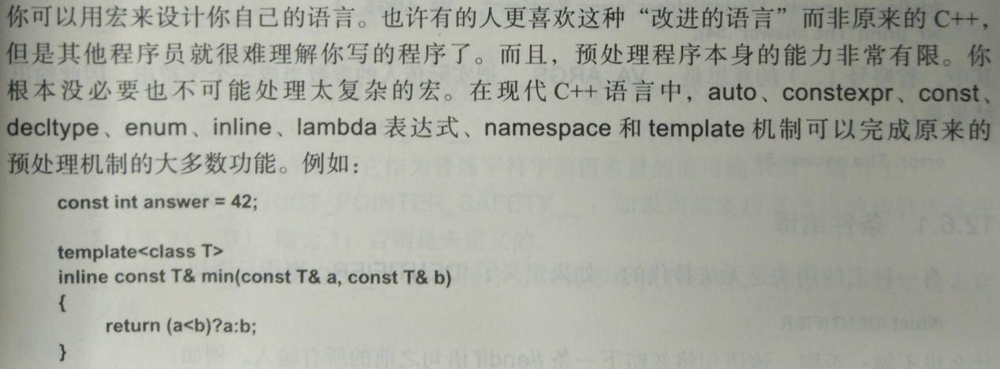 你可以用宏来设计你自己的语言。也许有的人更喜欢这种“改进的语言”而非原来的 C++，
但是其他程序员就很难理解你写的程序了。而且，预处理程序本身的能力非常有限。你
根本没必要也不可能处理太复杂的宏。在现代 C++ 语言中，auto、constexpr、const、
decltype、enum、inline、lambda 表达式、namespace 和 template 机制可以完成原来的
预处理机制的大多数功能。例如：
const int answer = 42;
template<class T>
inline const T& min(const T& a, const T& b)
{
return (a<b)?a:b;
}